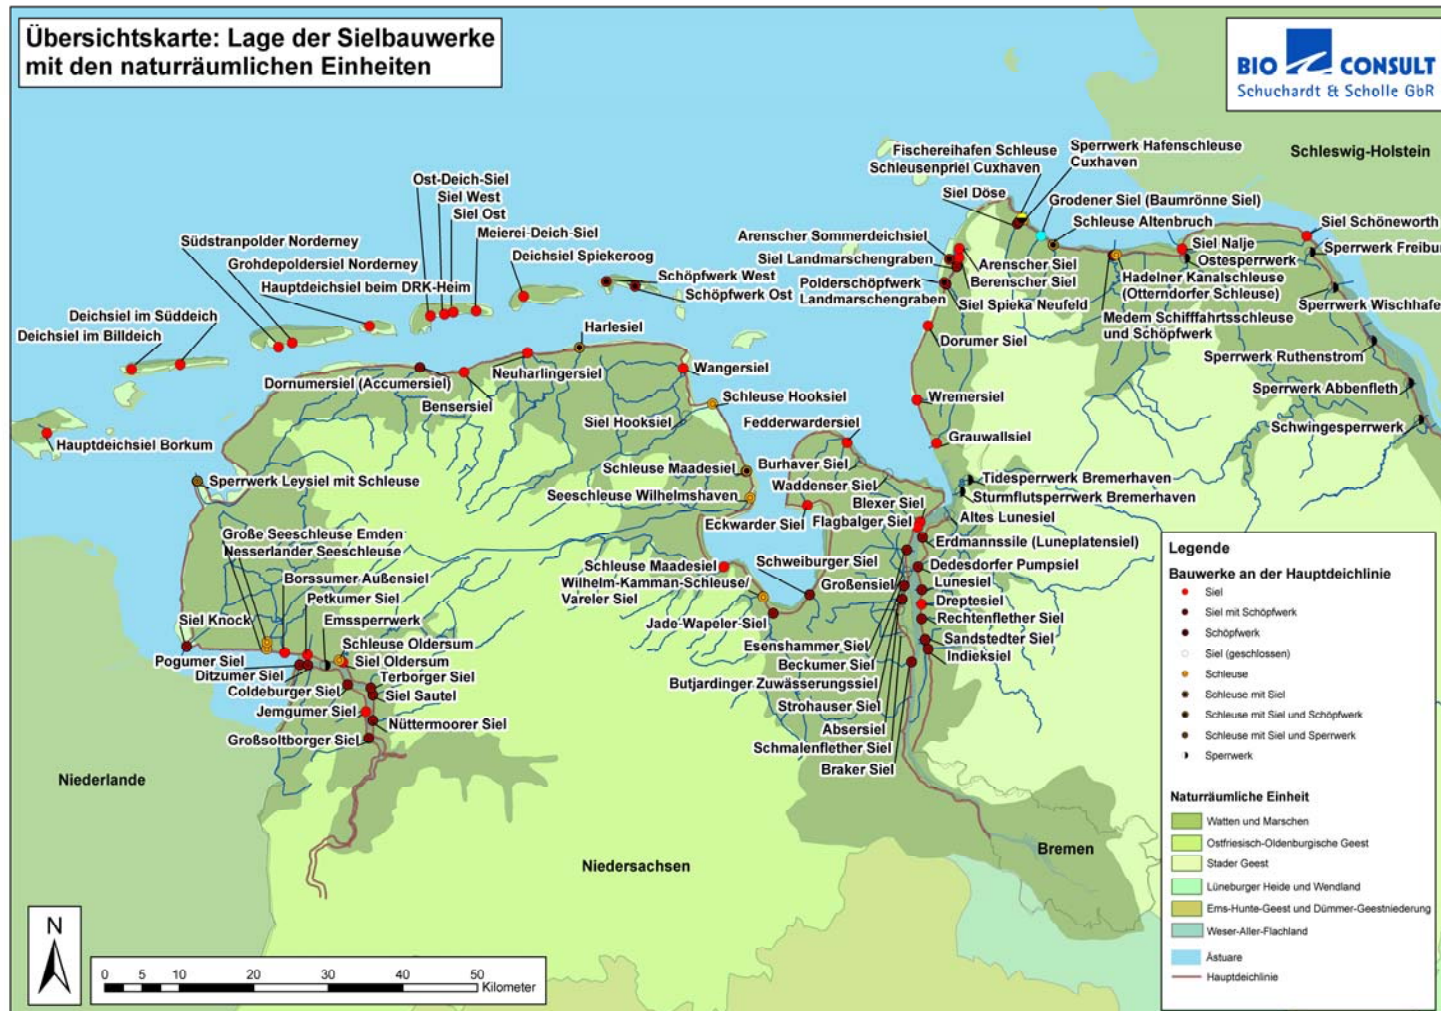 Übersichtskarte: Lage der Sielbauwerke
mit den naturräumlichen Einheiten
BIO CONSULT
Schuchardt & Scholle GbR
Schleswig-Holstein
Fischereihafen Schleuse
Schleusenpriel Cuxhaven
Sperrwerk Hafenschleuse
Cuxhaven
Siel Döse
Grodener Siel (Baumrönne Siel)
Schleuse Altenbruch
Siel Schöneworth
Ost-Deich-Siel
Siel West
Siel Ost
Meierei-Deich-Siel
Südstranpolder Norderney
Grohdepoldersiel Norderney
Hauptdeichsiel beim DRK-Heim
Deichsiel Spiekeroog
Schöpfwerk West
Schöpfwerk Ost
Arenscher Sommerdeichsiel
Siel Landmarschengraben
Polderschöpfwerk
Landmarschengraben
Arenscher Siel
Berenscher Siel
Siel Spieka Neufeld
Siel Nalje
Ostesperrwerk
Sperrwerk Freibur
Hadelner Kanalschleuse
(Otterndorfer Schleuse)
Medem Schifffahrtsschleuse
und Schöpfwerk
Sperrwerk Wischhafe
Sperrwerk Ruthenstrom
Sperrwerk Abbenfleth
Schwingesperrwerk
Deichsiel im Süddeich
Deichsiel im Billdeich
Harlesiel
Dorumer Siel
Dornumersiel (Accumersiel)
Neuharlingersiel
Bensersiel
Wangersiel
Schleuse Hooksiel
Siel Hooksiel
Wremersiel
Fedderwardersiel
Grauwallsiel
Hauptdeichsiel Borkum
Schleuse Maadesiel
Burhaver Siel
Waddenser Siel
Tidesperrwerk Bremerhaven
Sturmflutsperrwerk Bremerhaven
Sperrwerk Leysiel mit Schleuse
Seeschleuse Wilhelmshaven
Blexer Siel
Eckwarder Siel
Flagbalger Siel
Altes Lunesiel
Große Seeschleuse Emden
Nesserlander Seeschleuse
Erdmannssile (Luneplatensiel)
Borssumer Außensiel
Schleuse Maadesiel
Schweiburger Siel
Dedesdorfer Pumpsiel
Wilhelm-Kamman-Schleuse/
Vareler Siel
Großensiel
Lunesiel
Petkumer Siel
Dreptesiel
Siel Knock
Emssperrwerk
Jade-Wapeler-Siel
Rechtenflether Siel
Schleuse Oldersum
Esenshammer Siel
Sandstedter Siel
Pogumer Siel
Siel Oldersum
Beckumer Siel
Indieksiel
Ditzumer Siel
Terborger Siel
Butjardinger Zuwässerungssiel
Coldeburger Siel
Siel Sautel
Strohauser Siel
Jemgumer Siel
Nüttermoorer Siel
Absersiel
Großsoltborger Siel
Schmalenflether Siel
Braker Siel
Niederlande
Niedersachsen
Bremen
Legende
Bauwerke an der Hauptdeichlinie
Siel
Siel mit Schöpfwerk
Schöpfwerk
Siel (geschlossen)
Schleuse
Schleuse mit Siel
Schleuse mit Siel und Schöpfwerk
Schleuse mit Siel und Sperrwerk
Sperrwerk
Naturräumliche Einheit
Watten und Marschen
Ostfriesisch-Oldenburgische Geest
Stader Geest
Lüneburger Heide und Wendland
Ems-Hunte-Geest und Dümmer-Geestniederung
Weser-Aller-Flachland
Ästuare
Hauptdeichlinie
N
0 5 10 20 30 40 50
Kilometer